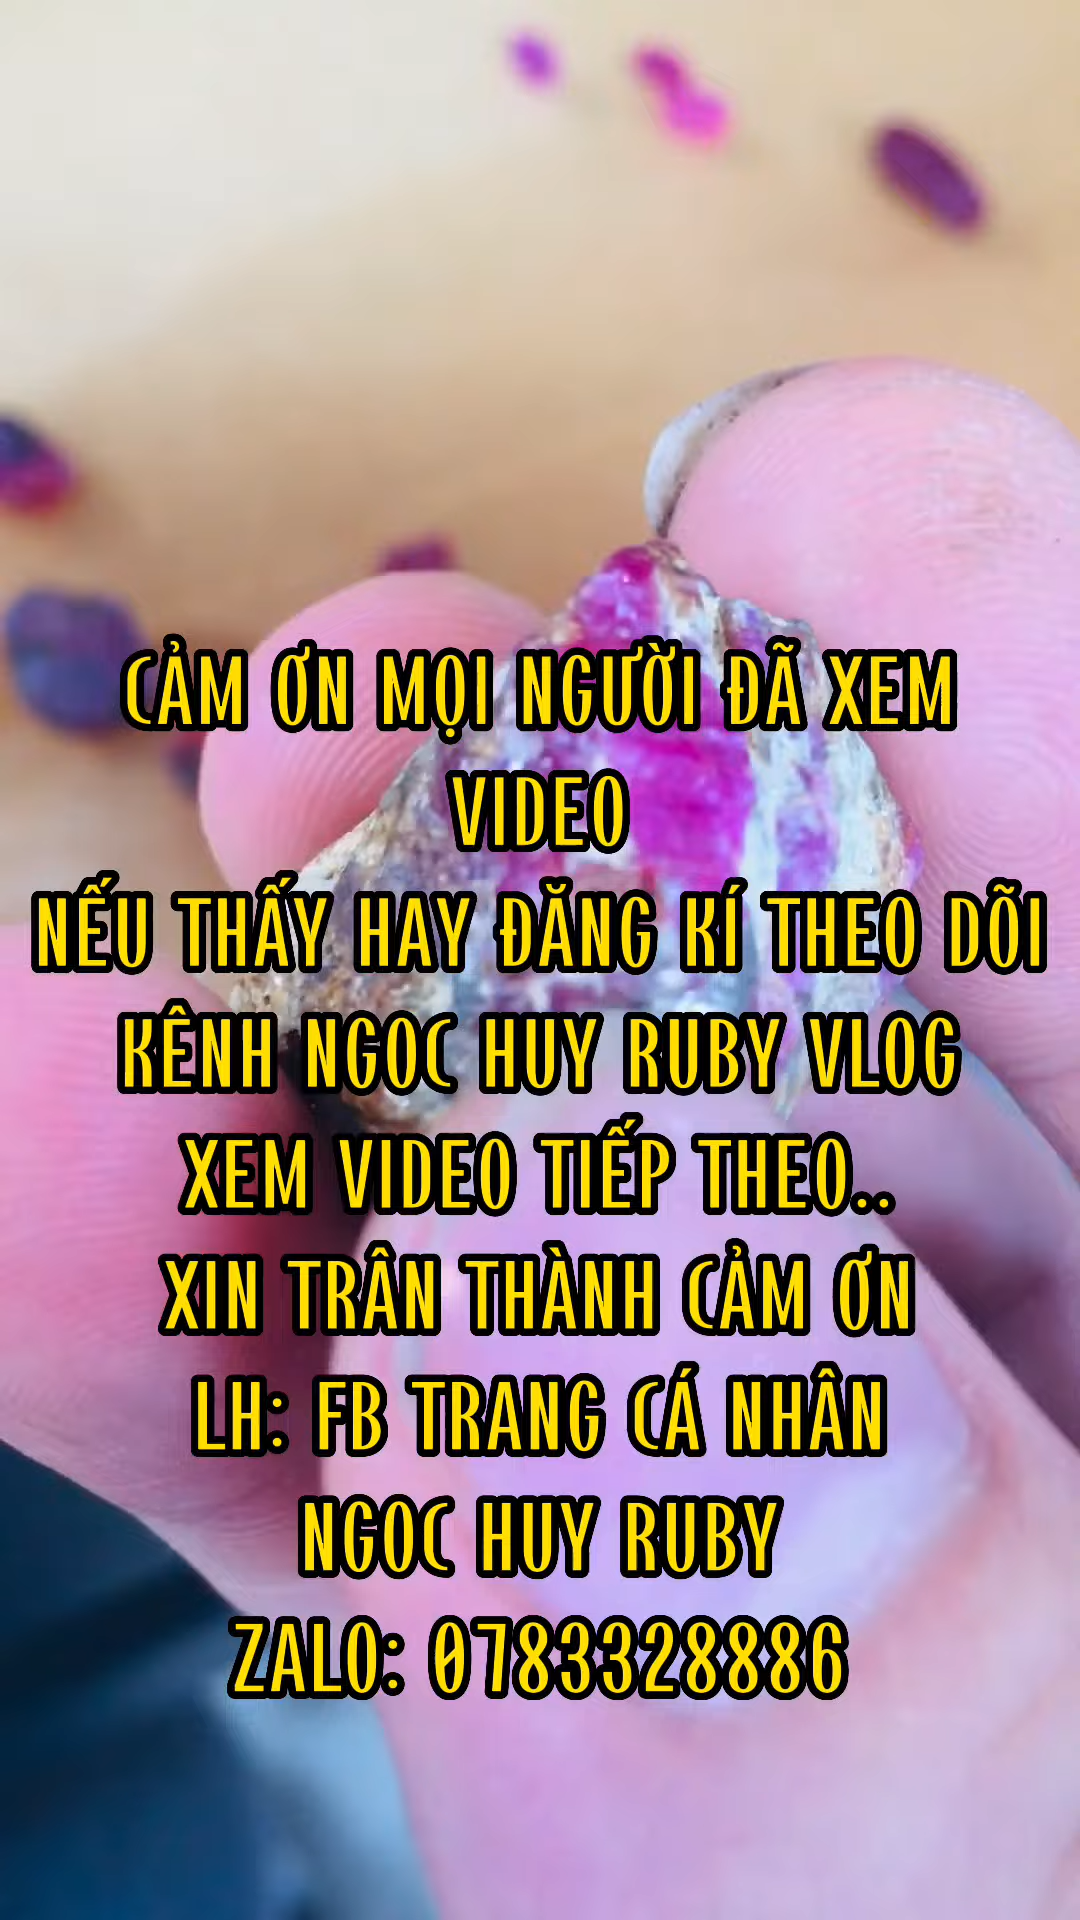 CẢM ƠN MỌI NGƯỜI ĐÃ XEM
VIDEO
NẾU THẤY HAY ĐĂNG KÍ THEO DÕI
KÊNH NGOC HUY RUBY VLOG
XEM VIDEO TIẾP THEO..
XIN TRÂN THÀNH CẢM ƠN
LH: FB TRANG CÁ NHÂN
NGOC HUY RUBY
ZALO: 0783328886